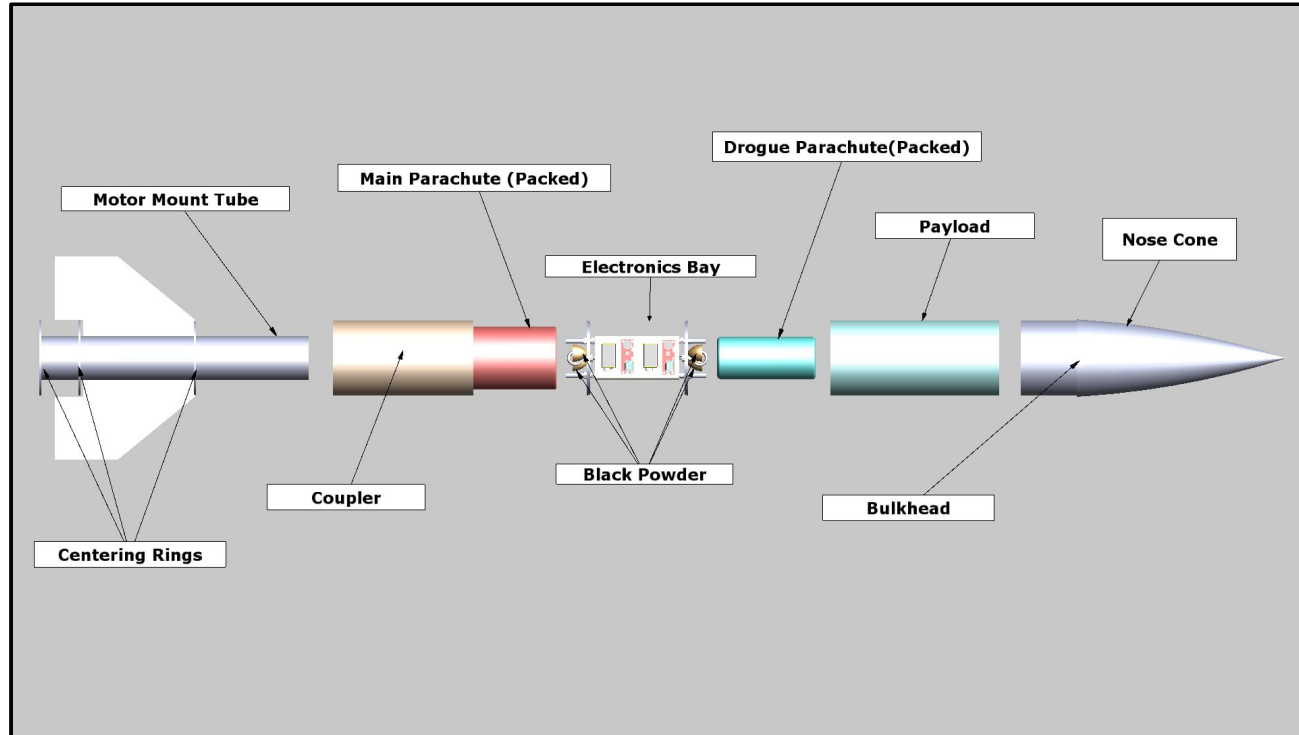 Drogue Parachute(Packed)
Main Parachute (Packed)
Motor Mount Tube
Payload
Nose Cone
Electronics Bay
Black Powder
Coupler
Bulkhead
Centering Rings